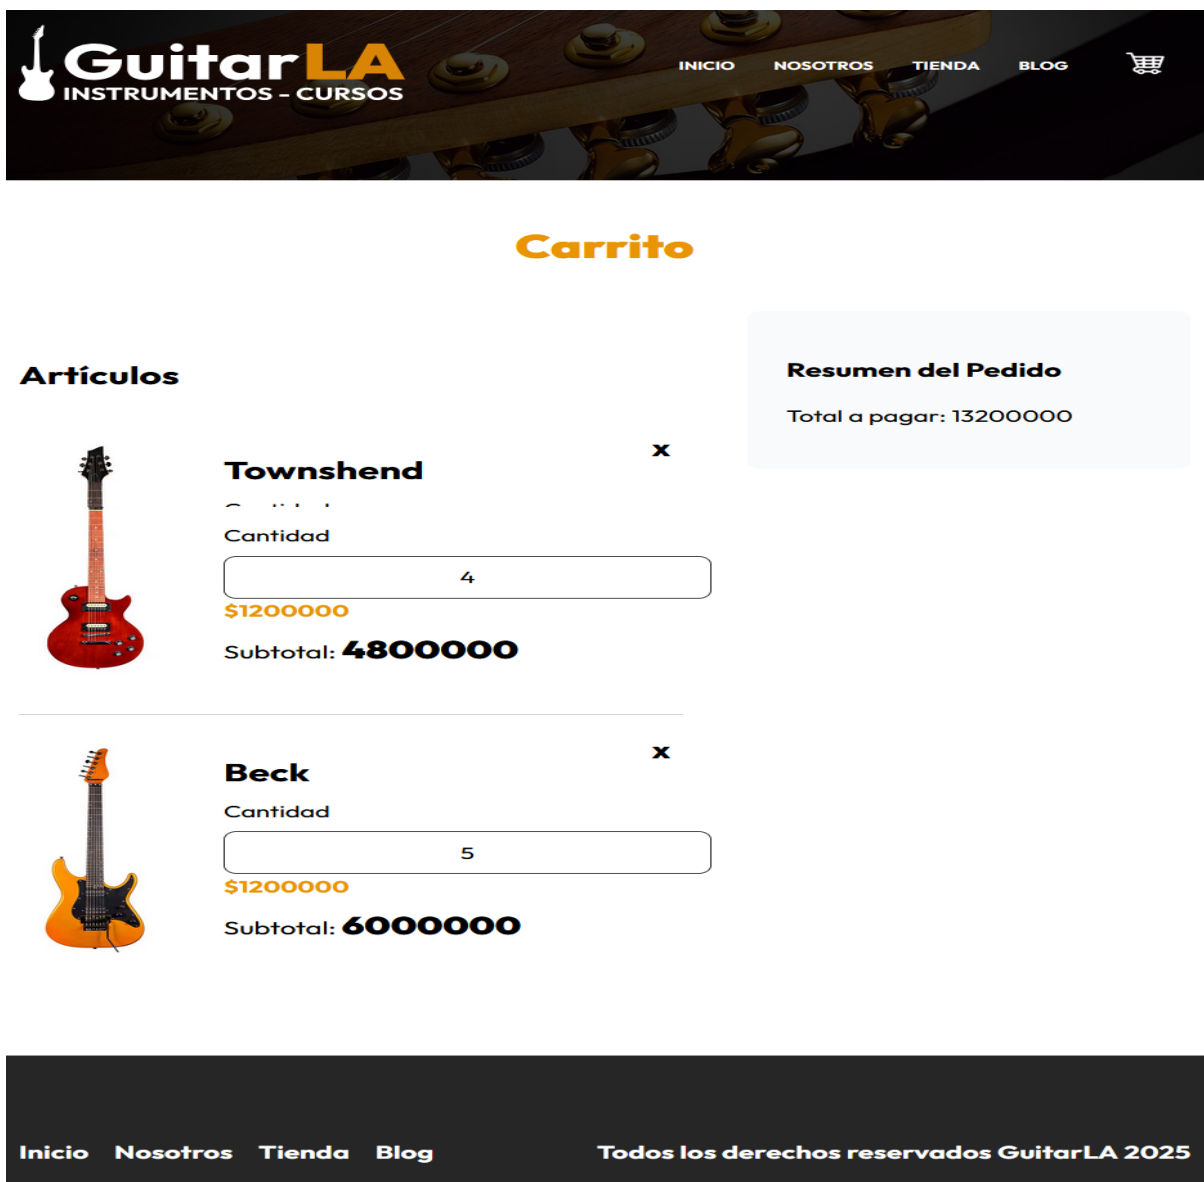 GuitarLA
INSTRUMENTOS - CURSOS
INICIO NOSOTROS TIENDA BLOG
Carrito
Artículos
Townshend
x
Cantidad
4
$1200000
Subtotal: 4800000
Beck
x
Cantidad
5
$1200000
Subtotal: 6000000
Resumen del Pedido
Total a pagar: 13200000
Inicio Nosotros Tienda Blog
Todos los derechos reservados GuitarLA 2025